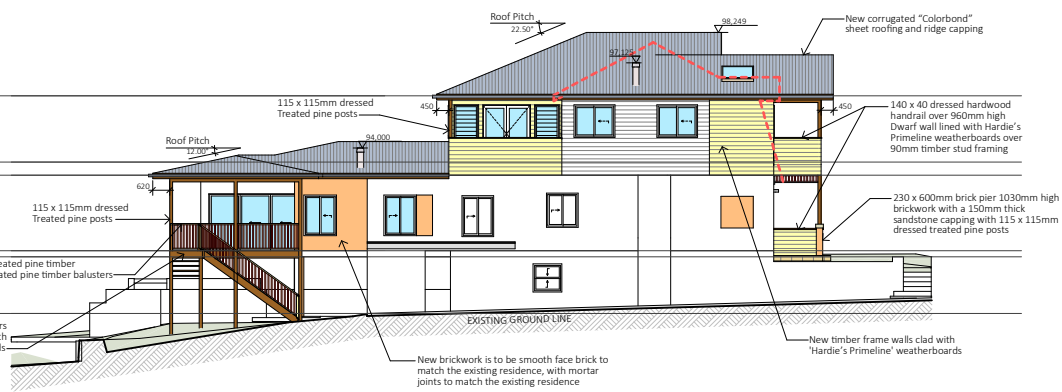 Roof Pitch
22.50°
98,249
New corrugated “Colorbond”
sheet roofing and ridge capping
97,125
115 x 115mm dressed
Treated pine posts
450
450
140 x 40 dressed hardwood
handrail over 960mm high
Dwarf wall lined with Hardie's
Primeline weatherboards over
90mm timber stud framing
Roof Pitch
12.00°
94,000
620
115 x 115mm dressed
Treated pine posts
230 x 600mm brick pier 1030mm high
brickwork with a 150mm thick
sandstone capping with 115 x 115mm
dressed treated pine posts
eated pine timber
ated pine timber balusters
EXISTING GROUND LINE
rs
ch
ls
New timber frame walls clad with
'Hardie's Primeline' weatherboards
New brickwork is to be smooth face brick to
match the existing residence, with mortar
joints to match the existing residence